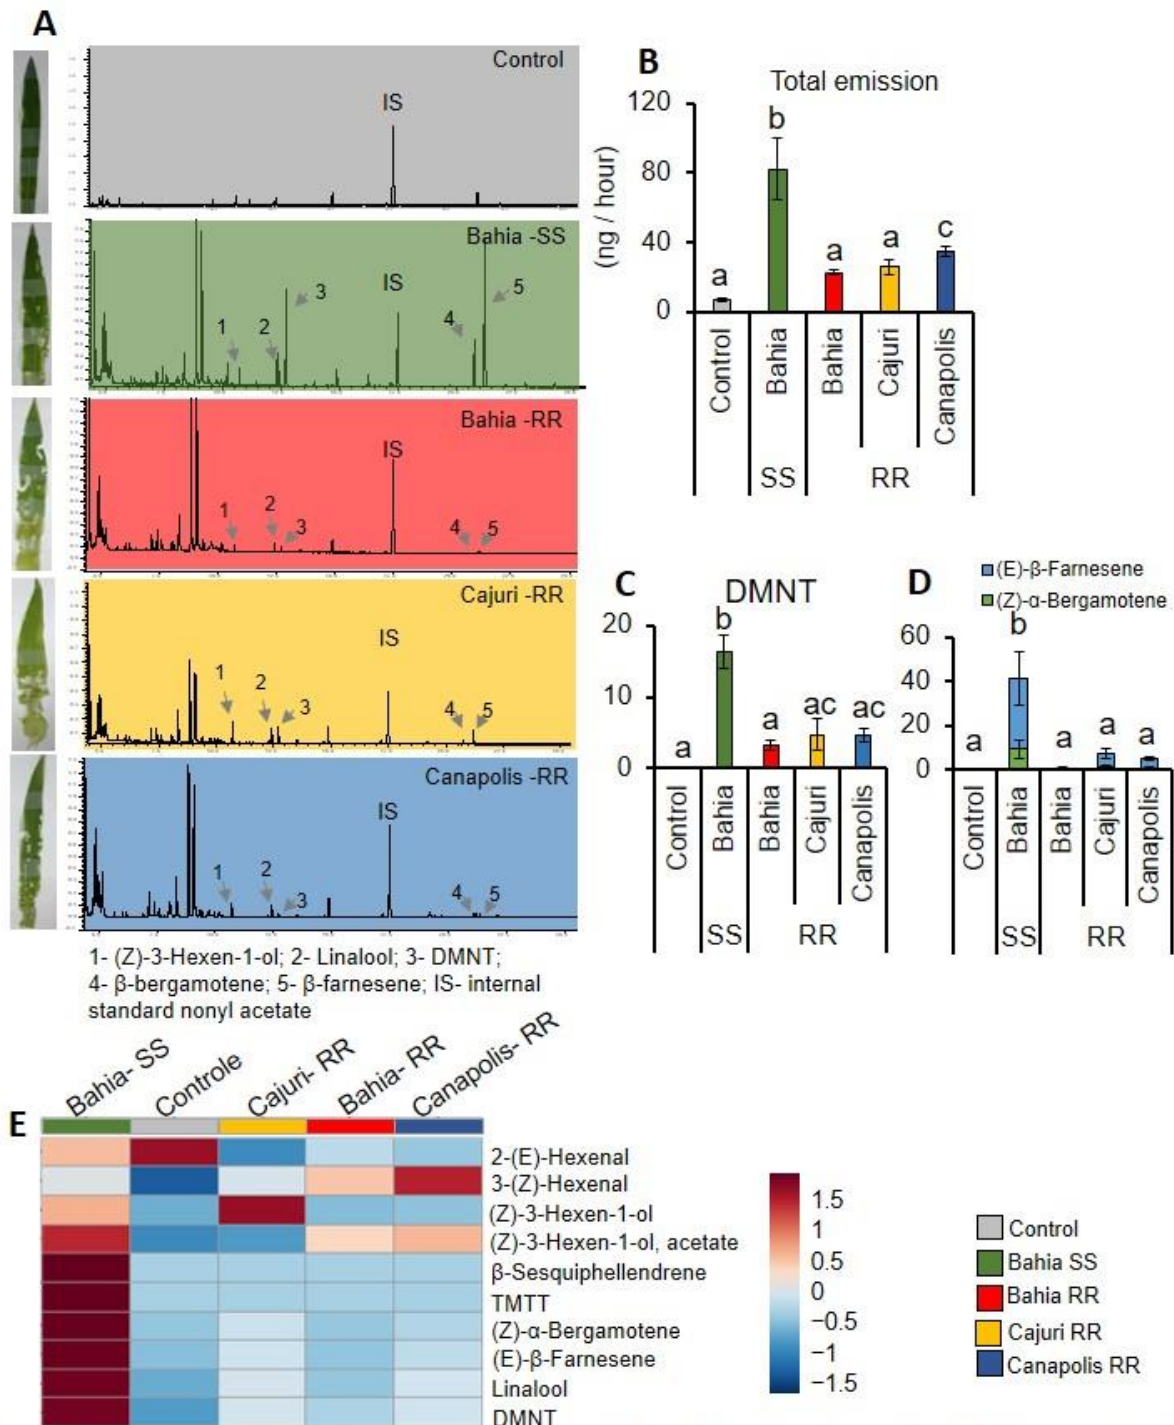 A
Control
IS
Bahia -SS
IS
1
2
3
4
5
Bahia -RR
IS
1
2
3
4
5
Cajuri -RR
IS
1
2
3
4
5
Canapolis -RR
IS
1
2
3
4
5
1- (Z)-3-Hexen-1-ol; 2- Linalool; 3- DMNT;
4- β-bergamotene; 5- β-farnesene; IS- internal
standard nonyl acetate
B
Total emission
(ng / hour)
120
80
40
0
a
b
a
a
c
Control
Bahia
Bahia
Cajuri
Canapolis
SS
RR
C
DMNT
20
10
0
a
b
a
ac
ac
Control
Bahia
Bahia
Cajuri
Canapolis
SS
RR
D
(E)-β-Farnesene
(Z)-α-Bergamotene
60
40
20
0
a
b
a
a
a
Control
Bahia
Bahia
Cajuri
Canapolis
SS
RR
E
Bahia- SS
Controle
Cajuri- RR
Bahia- RR
Canapolis- RR
2-(E)-Hexenal
3-(Z)-Hexenal
(Z)-3-Hexen-1-ol
(Z)-3-Hexen-1-ol, acetate
β-Sesquiphellendrene
TMTT
(Z)-α-Bergamotene
(E)-β-Farnesene
Linalool
DMNT
1.5
1
0.5
0
−0.5
−1
−1.5
Control
Bahia SS
Bahia RR
Cajuri RR
Canapolis RR